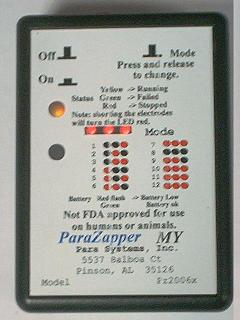 Off Mode
Press and release
On to change.
Yellow -> Running
Status Green -> Failed
Red -> Stopped
Note: shorting the electrodes
will turn the LED red.
Mode
1 7
2 8
3 9
4 10
5 11
6 12
Battery Red flash -> Battery Low
Green Battery ok
Not FDA approved for use
on humans or animals.
ParaZapper MY
Para Systems, Inc.
5537 Balboa Ct
Pinson, AL 35126
Model Pz2006x